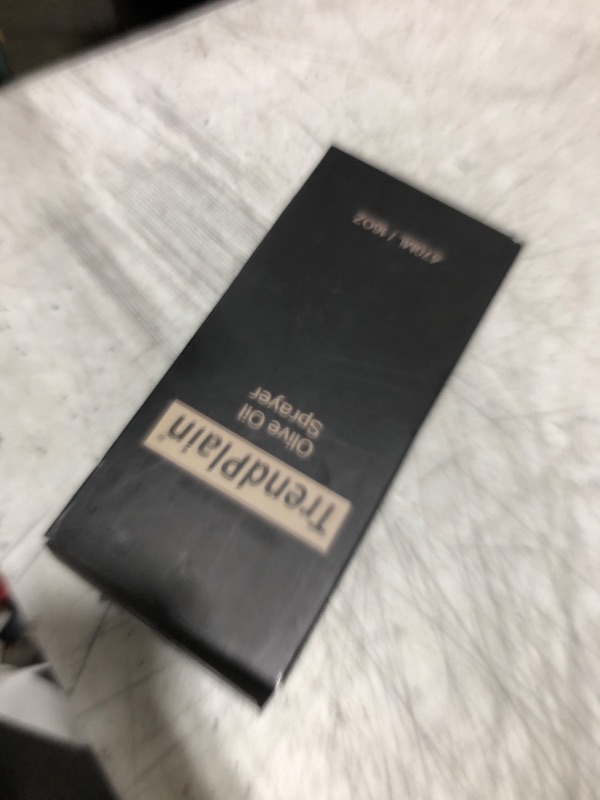 TrendPlain®
Olive Oil
Sprayer
470ML / 16OZ